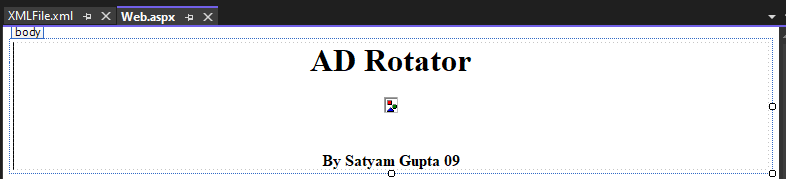 XMLFile.xml Web.aspx
body
AD Rotator
By Satyam Gupta 09